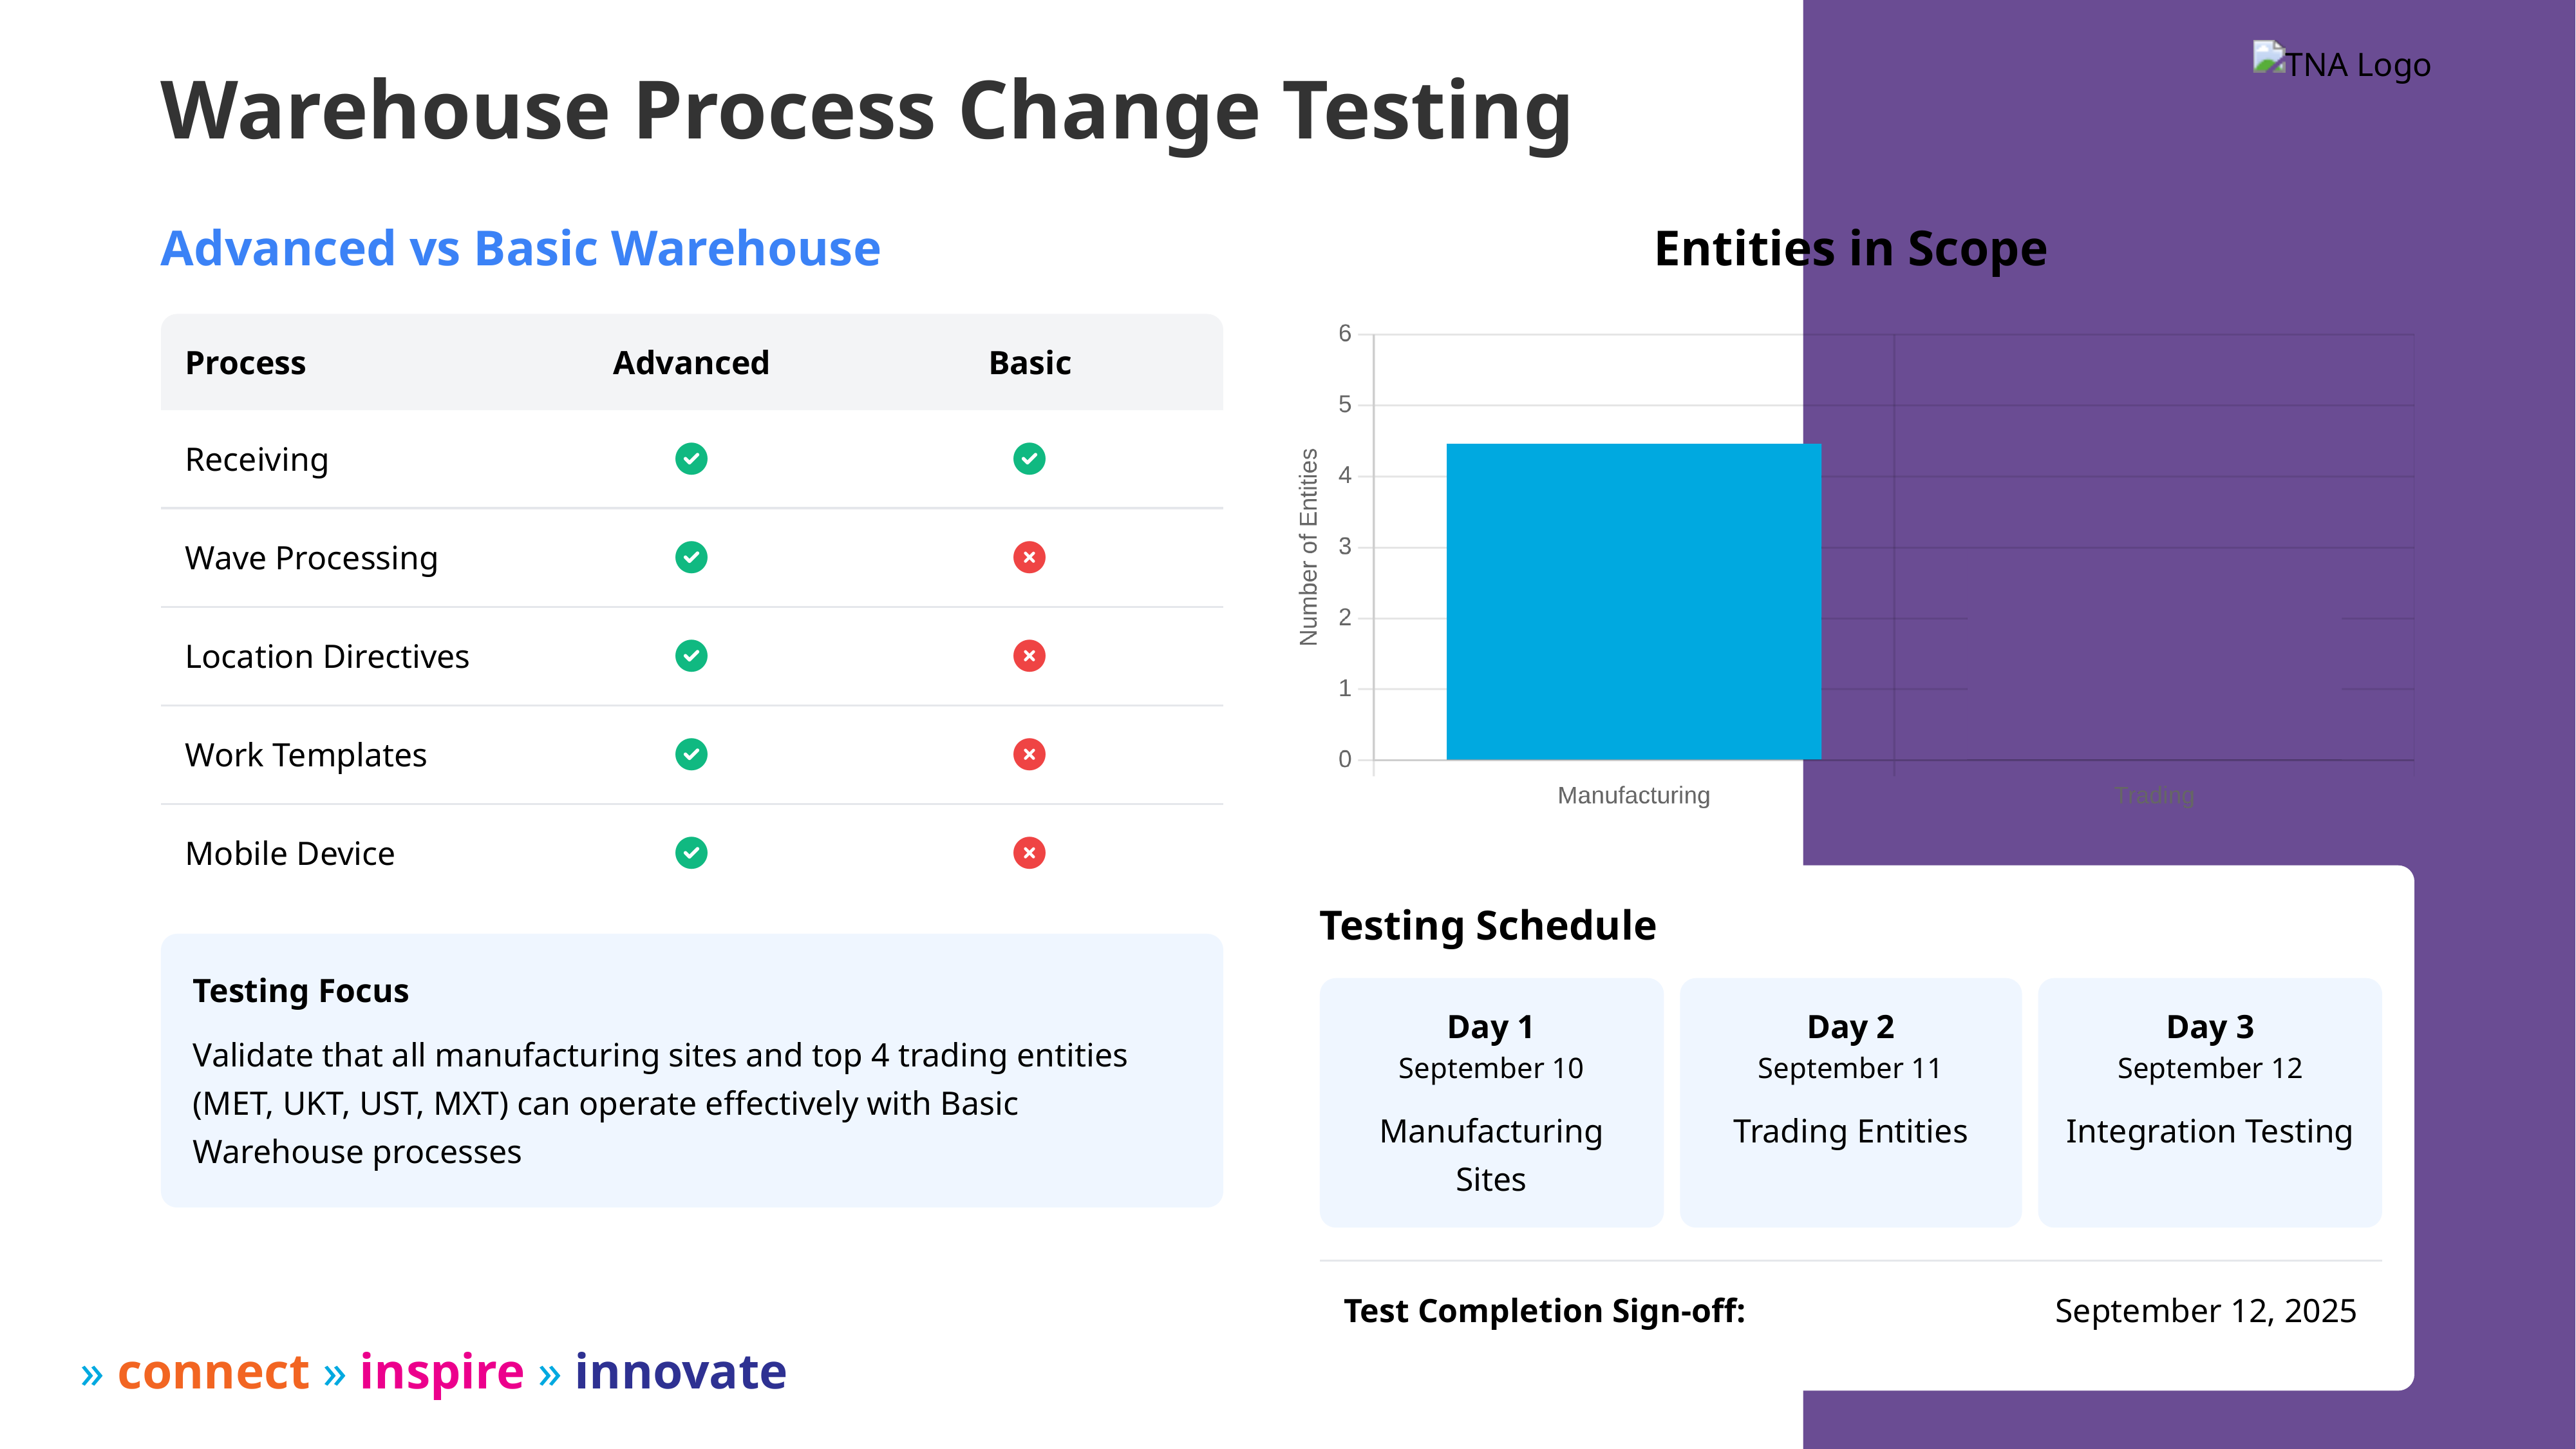 Warehouse Process Change Testing
TNA Logo
Advanced vs Basic Warehouse
Process Advanced Basic
Receiving
Wave Processing
Location Directives
Work Templates
Mobile Device
Testing Focus
Validate that all manufacturing sites and top 4 trading entities
(MET, UKT, UST, MXT) can operate effectively with Basic
Warehouse processes
Entities in Scope
Number of Entities
6
5
4
3
2
1
0
Manufacturing Trading
Testing Schedule
Day 1
September 10
Manufacturing
Sites
Day 2
September 11
Trading Entities
Day 3
September 12
Integration Testing
Test Completion Sign-off: September 12, 2025
» connect » inspire » innovate